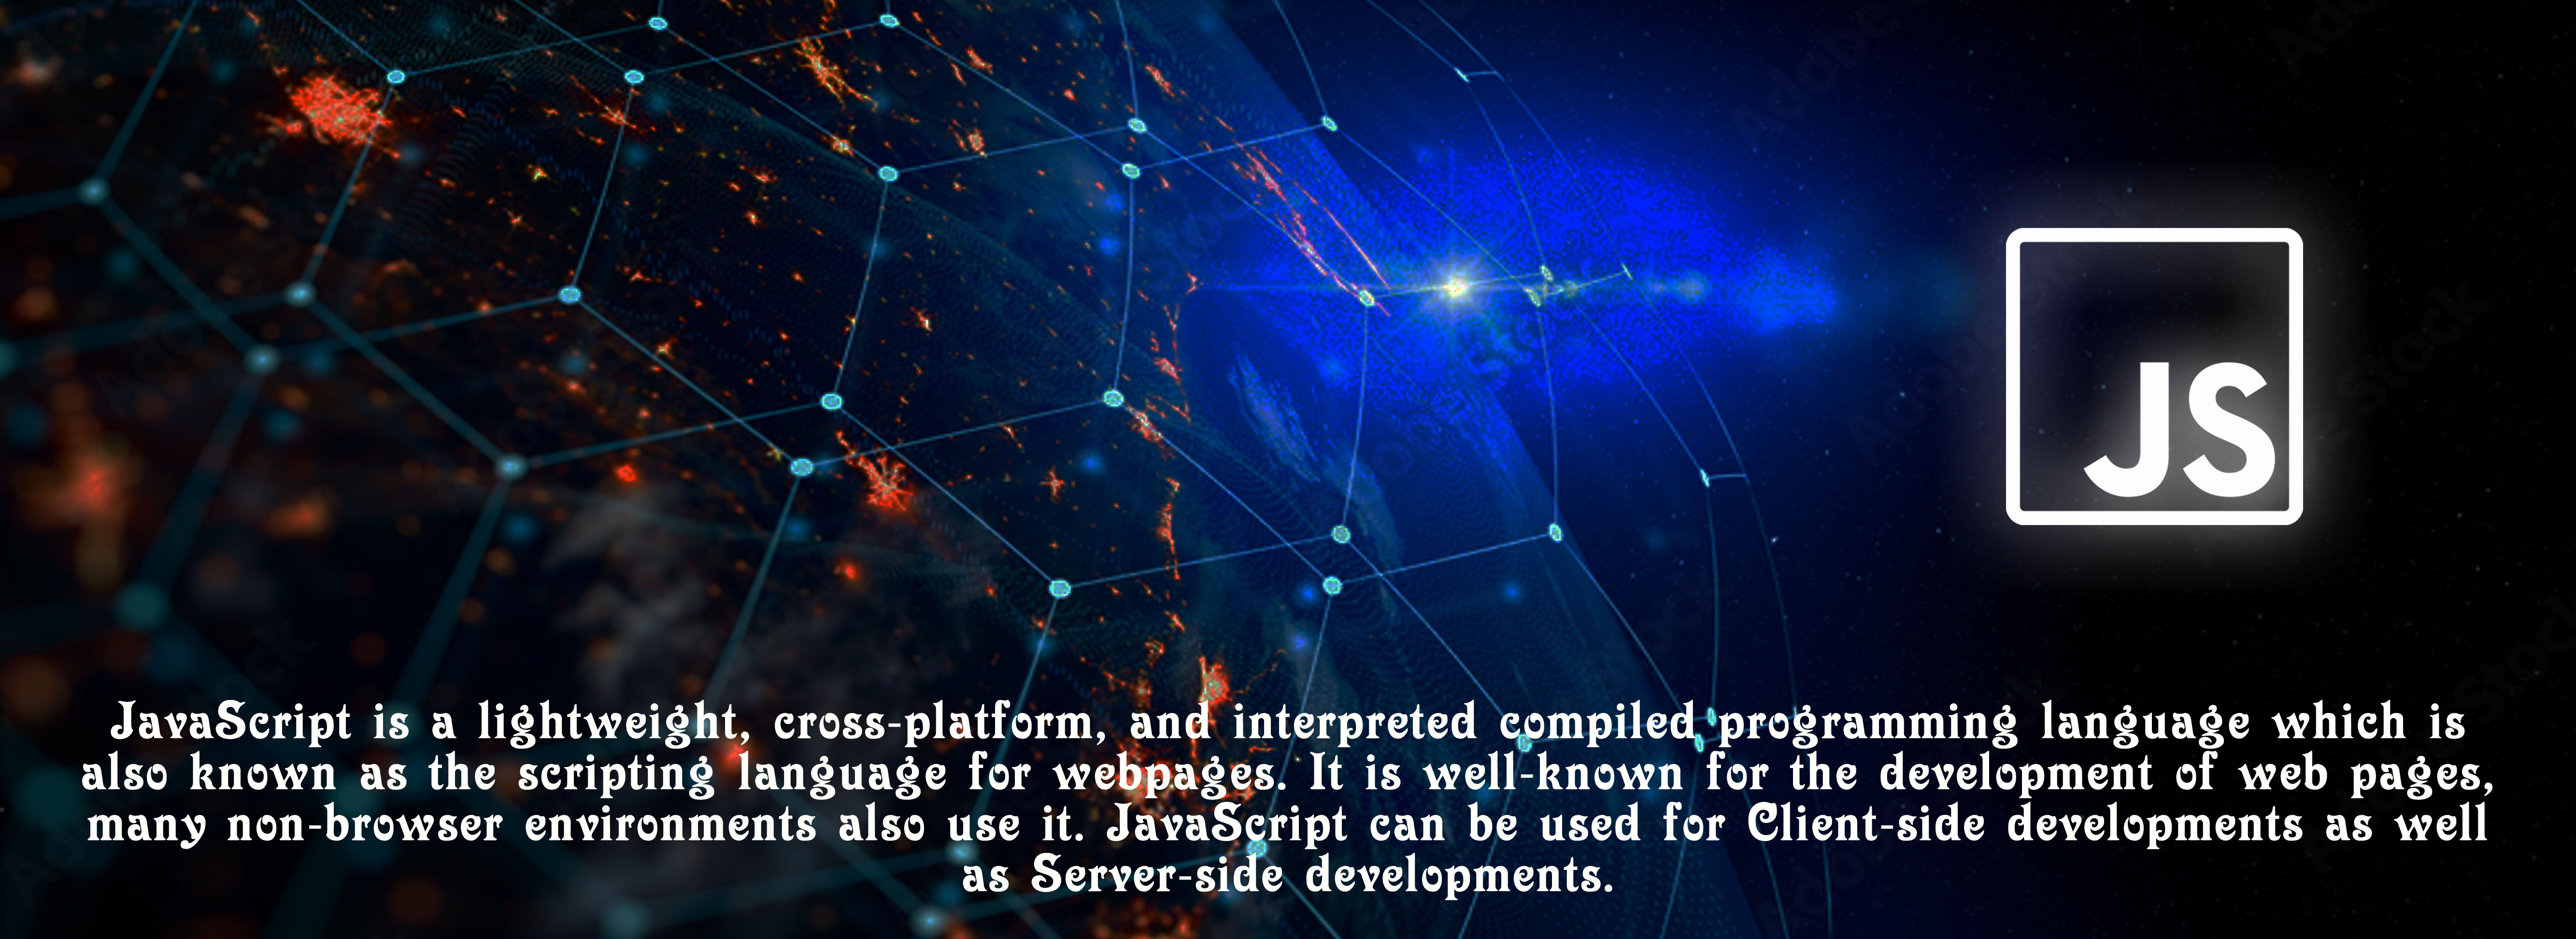 JS
JavaScript is a lightweight, cross-platform, and interpreted compiled programming language which is
also known as the scripting language for webpages. It is well-known for the development of web pages,
many non-browser environments also use it. JavaScript can be used for Client-side developments as well
as Server-side developments.